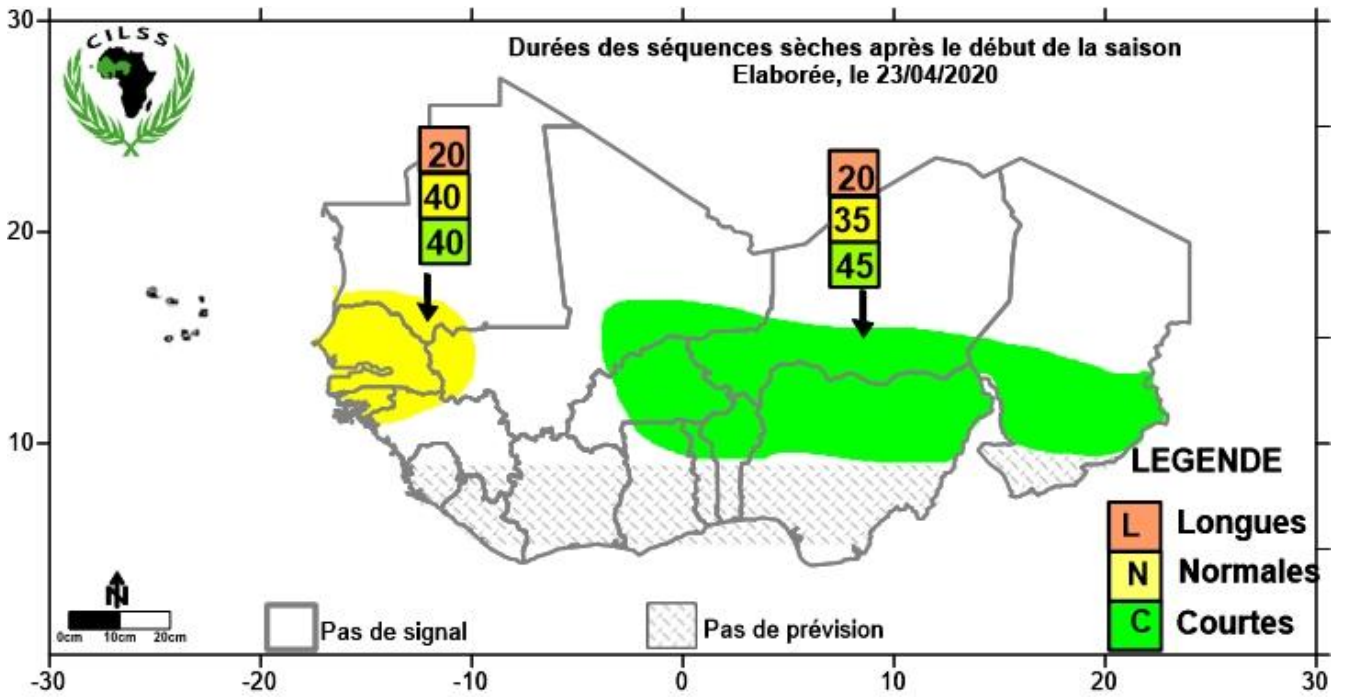 30
20
10
CILSS
Durées des séquences sèches après le début de la saison
Elaborée, le 23/04/2020
20
40
40
20
35
45
LEGENDE
L Longues
N Normales
C Courtes
N
0cm 10cm 20cm
Pas de signal
Pas de prévision
-30 -20 -10 0 10 20 30